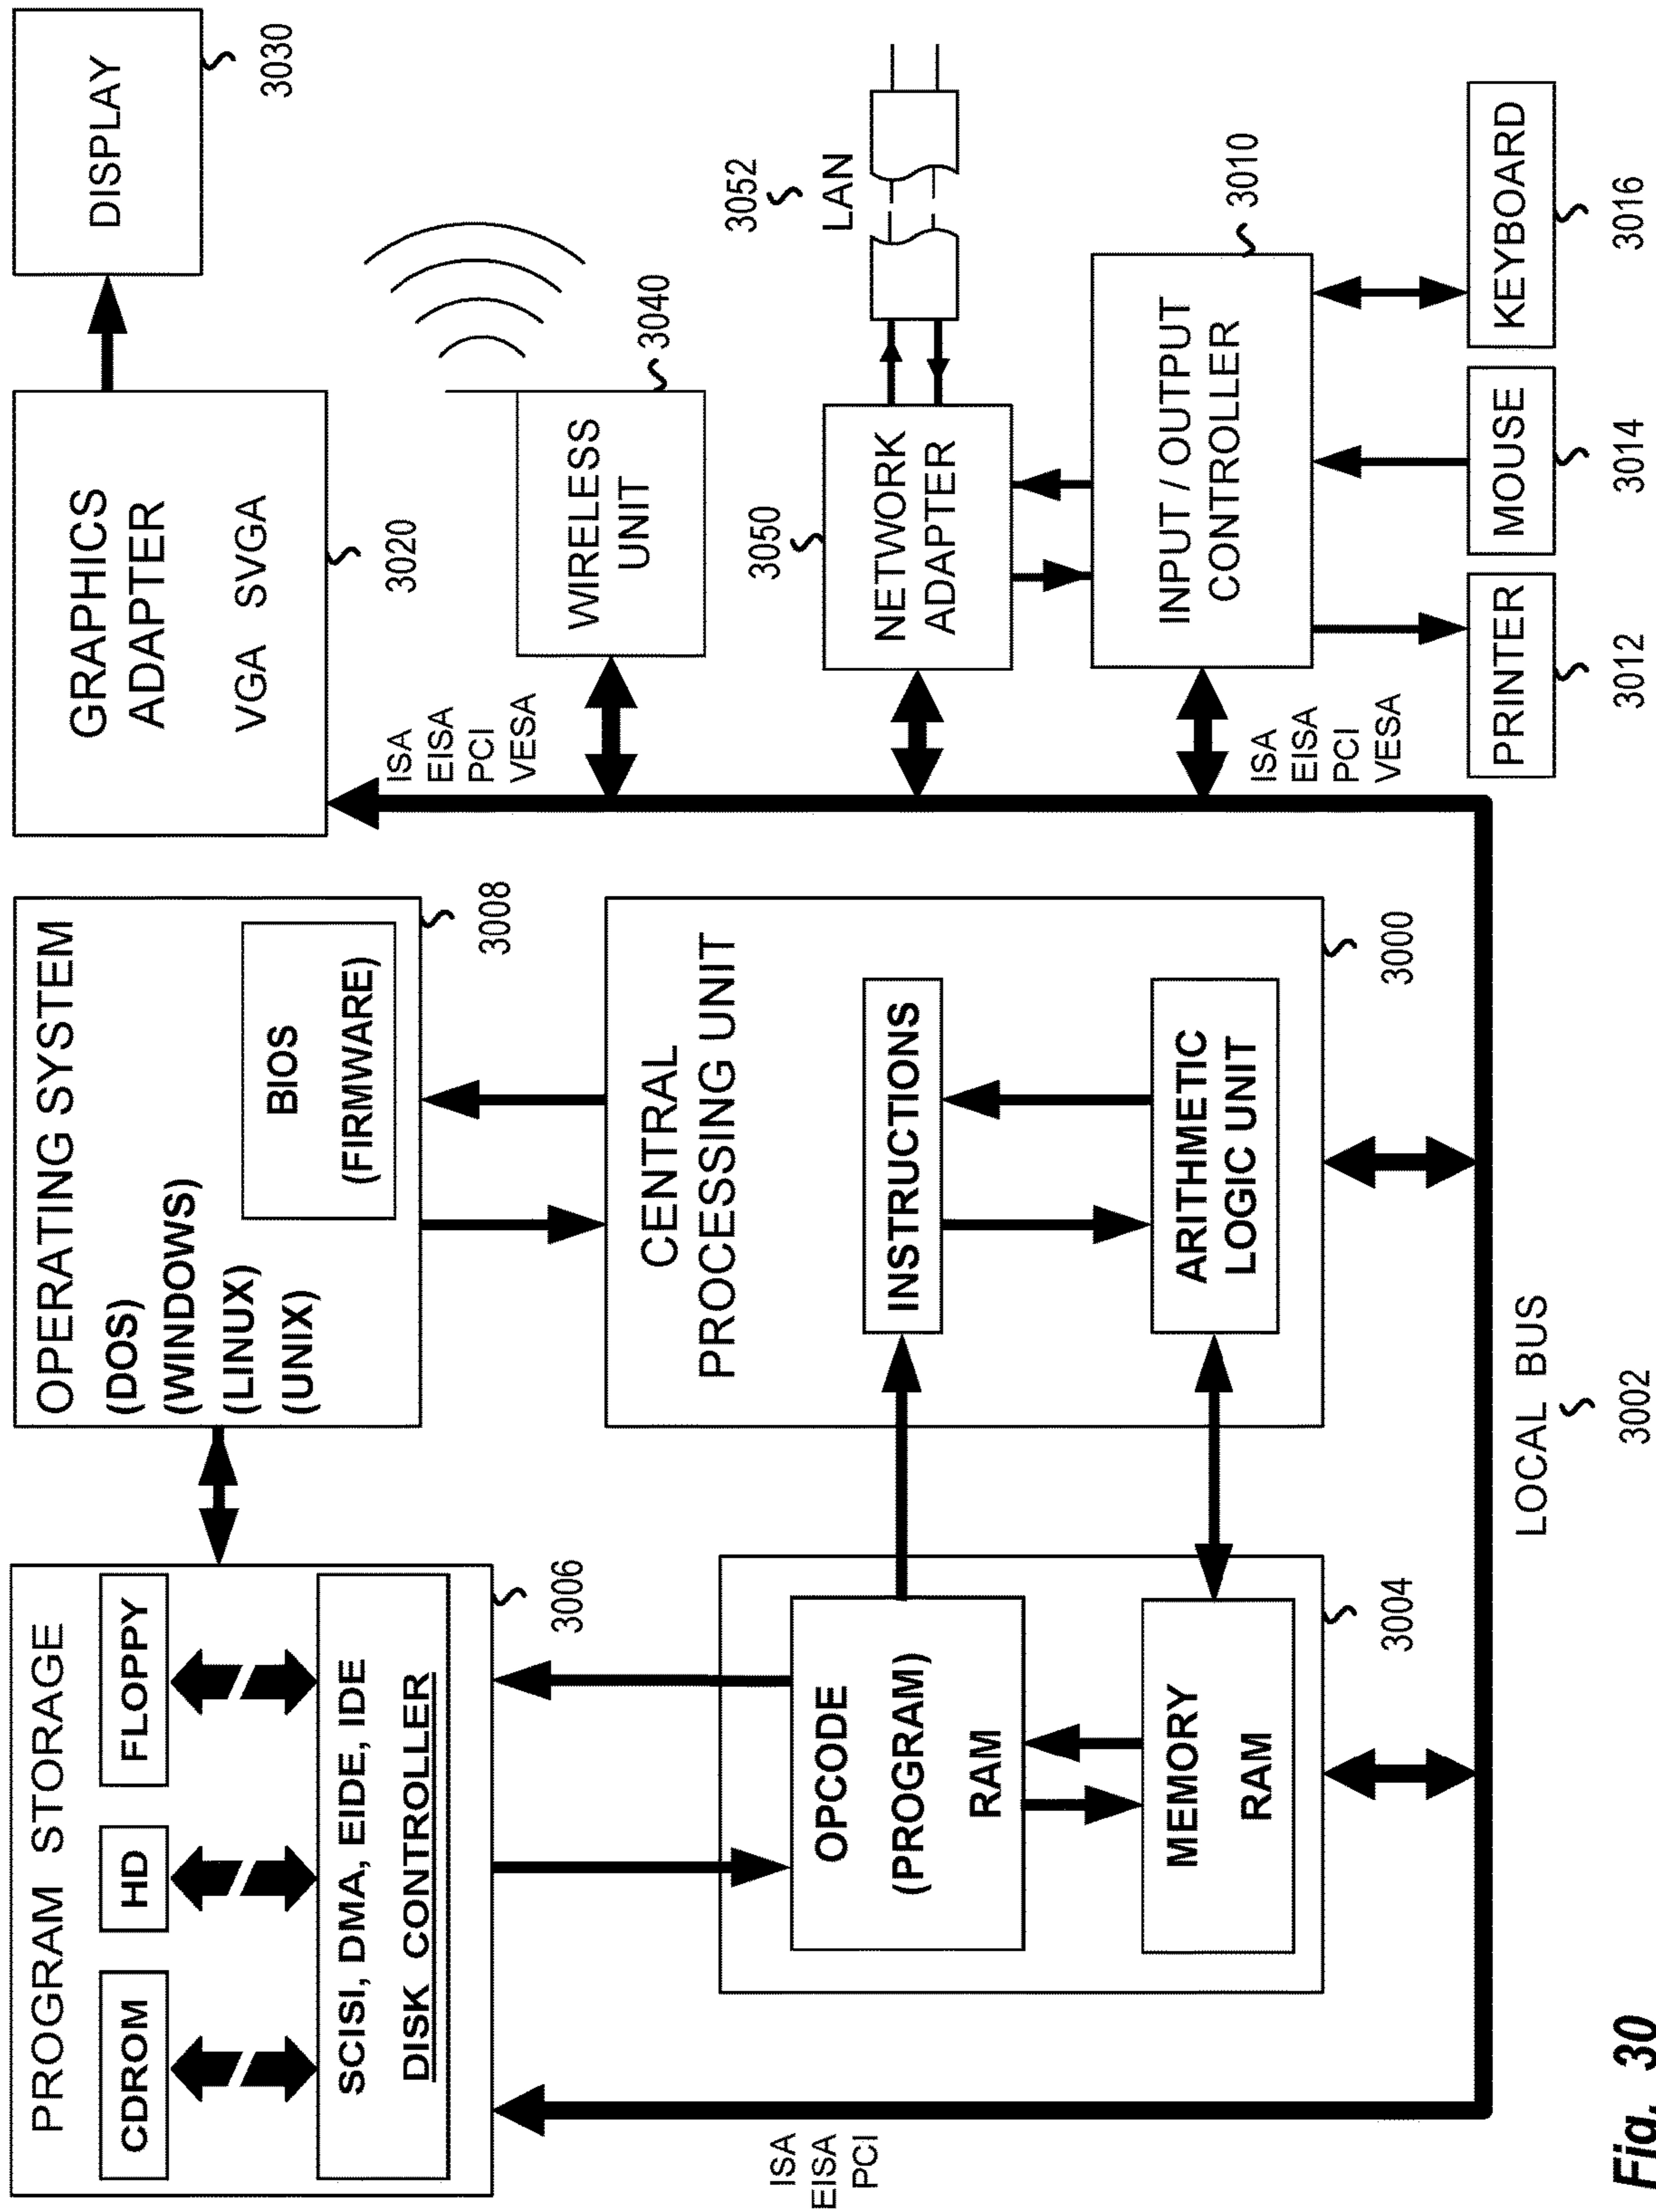 PROGRAM STORAGE
CDROM
HD
FLOPPY
SCISI, DMA, EIDE, IDE
DISK CONTROLLER
3006
OPERATING SYSTEM
(DOS)
(WINDOWS)
(LINUX)
(UNIX)
BIOS
(FIRMWARE)
3008
GRAPHICS
ADAPTER
VGA SVGA
3020
DISPLAY
3030
ISA
EISA
PCI
VESA
WIRELESS
UNIT
3040
OPCODE
(PROGRAM)
RAM
MEMORY
RAM
3004
CENTRAL
PROCESSING UNIT
INSTRUCTIONS
ARITHMETIC
LOGIC UNIT
3000
3050
NETWORK
ADAPTER
3052
LAN
INPUT / OUTPUT
CONTROLLER
3010
ISA
EISA
PCI
VESA
ISA
EISA
PCI
PRINTER
3012
MOUSE
3014
KEYBOARD
3016
LOCAL BUS
3002
Fig. 30